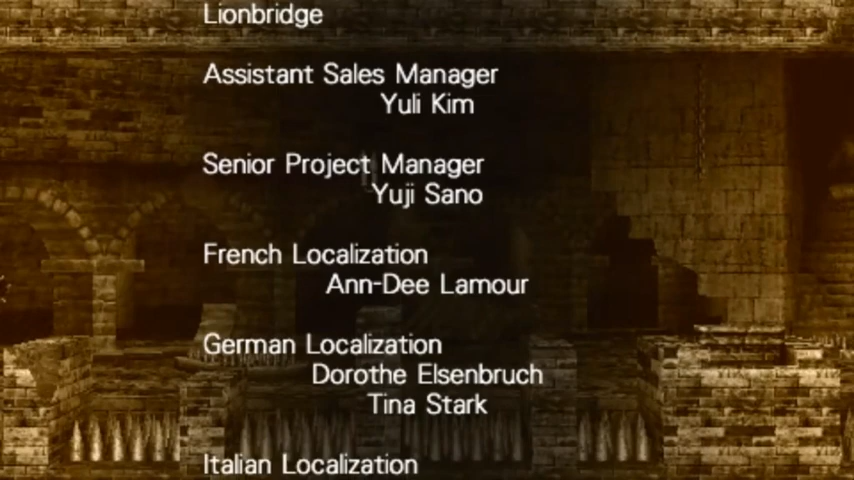 Lionbridge
Assistant Sales Manager
Yuli Kim
Senior Project Manager
Yuji Sano
French Localization
Ann-Dee Lamour
German Localization
Dorothe Elsenbruch
Tina Stark
Italian Localization